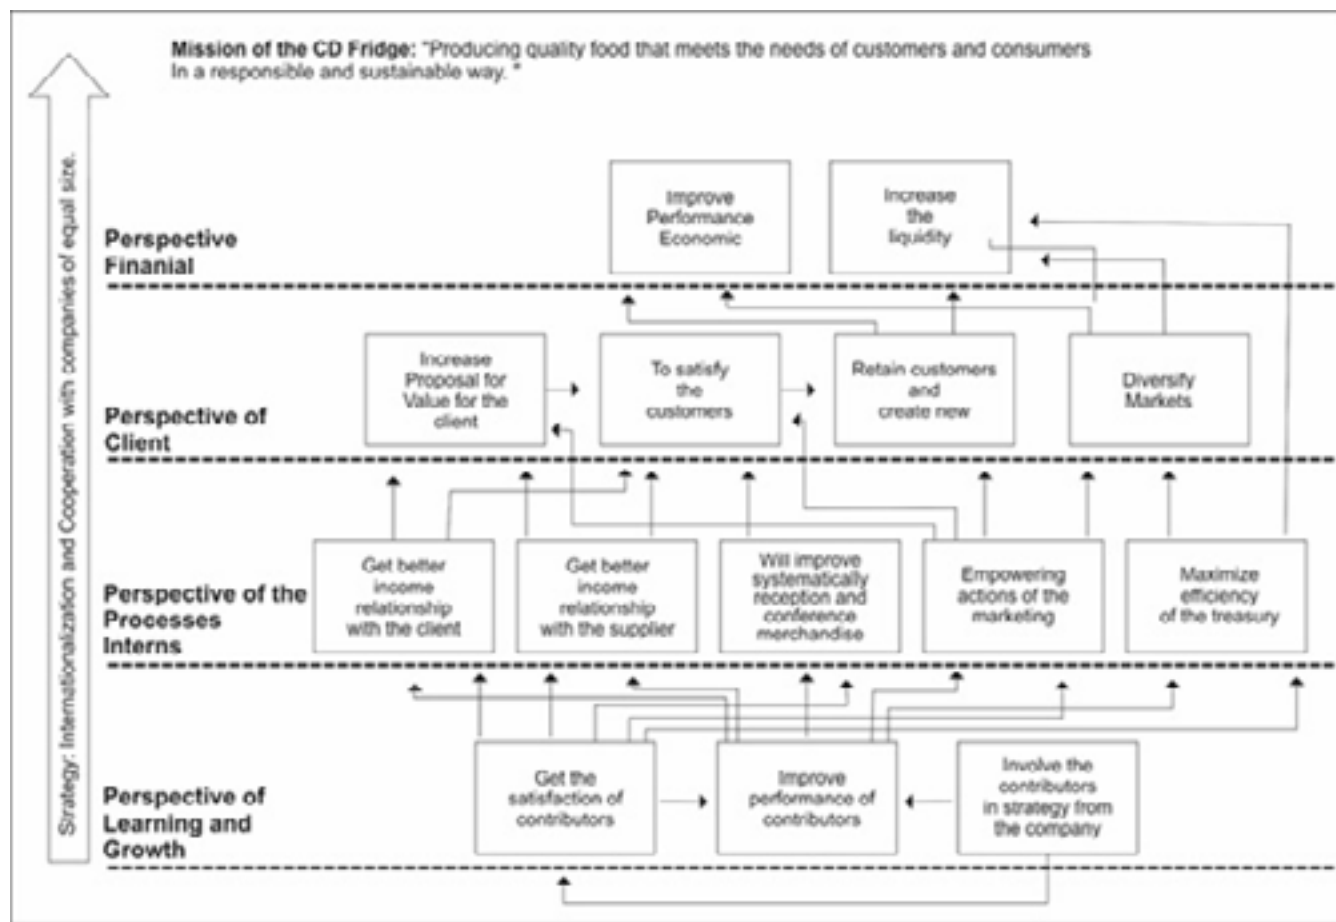 Mission of the CD Fridge: "Producing quality food that meets the needs of customers and consumers
In a responsible and sustainable way. "
Strategy: Internationalization and Cooperation with companies of equal size.
Perspective
Finanial
Improve
Performance
Economic
Increase
the
liquidity
Perspective of
Client
Increase
Proposal for
Value for the
client
To satisfy
the
customers
Retain customers
and
create new
Diversify
Markets
Perspective of the
Processes
Interns
Get better
income
relationship
with the client
Get better
income
relationship
with the supplier
Will improve
systematically
reception and
conference
merchandise
Empowering
actions of the
marketing
Maximize
efficiency
of the treasury
Perspective of
Learning and
Growth
Get the
satisfaction of
contributors
Improve
performance of
contributors
Involve the
contributors
in strategy from
the company